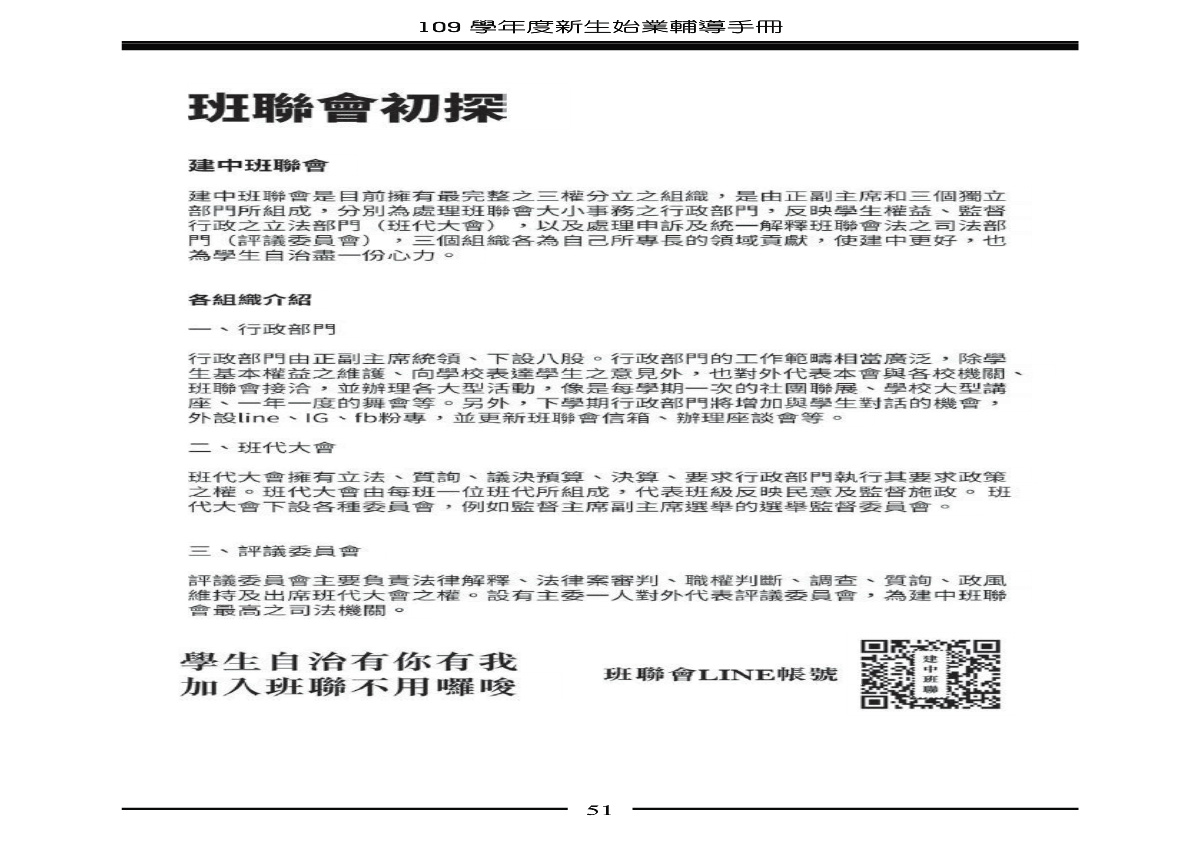 109 學年度新生始業輔導手冊
班聯會初探
建中班聯會
建中班聯會是目前擁有最完整之三權分立之組織，是由正副主席和三個獨立
部門所組成，分別為處理班聯會大小事務之行政部門，反映學生權益、監督
行政之立法部門（班代大會），以及處理申訴及統一解釋班聯會法之司法部
門（評議委員會），三個組織各為自己所專長的領域貢獻，使建中更好，也
為學生自治盡一份心力。
各組織介紹
一、行政部門
行政部門由正副主席統領、下設八股。行政部門的工作範疇相當廣泛，除學
生基本權益之維護、向學校表達學生之意見外，也對外代表本會與各校機關、
班聯會接洽，並辦理各大型活動，像是每學期一次的社團聯展、學校大型講
座、一年一度的舞會等。另外，下學期行政部門將增加與學生對話的機會，
外設line、IG、fb粉專，並更新班聯會信箱、辦理座談會等。
二、班代大會
班代大會擁有立法、質詢、議決預算、決算、要求行政部門執行其要求政策
之權。班代大會由每班一位班代所組成，代表班級反映民意及監督施政。 班
代大會下設各種委員會，例如監督主席副主席選舉的選舉監督委員會。
三、評議委員會
評議委員會主要負責法律解釋、法律案審判、職權判斷、調查、質詢、政風
維持及出席班代大會之權。設有主委一人對外代表評議委員會，為建中班聯
會最高之司法機關。
學生自治有你有我
加入班聯不用囉唆
班聯會LINE帳號
建
中
班
聯
51